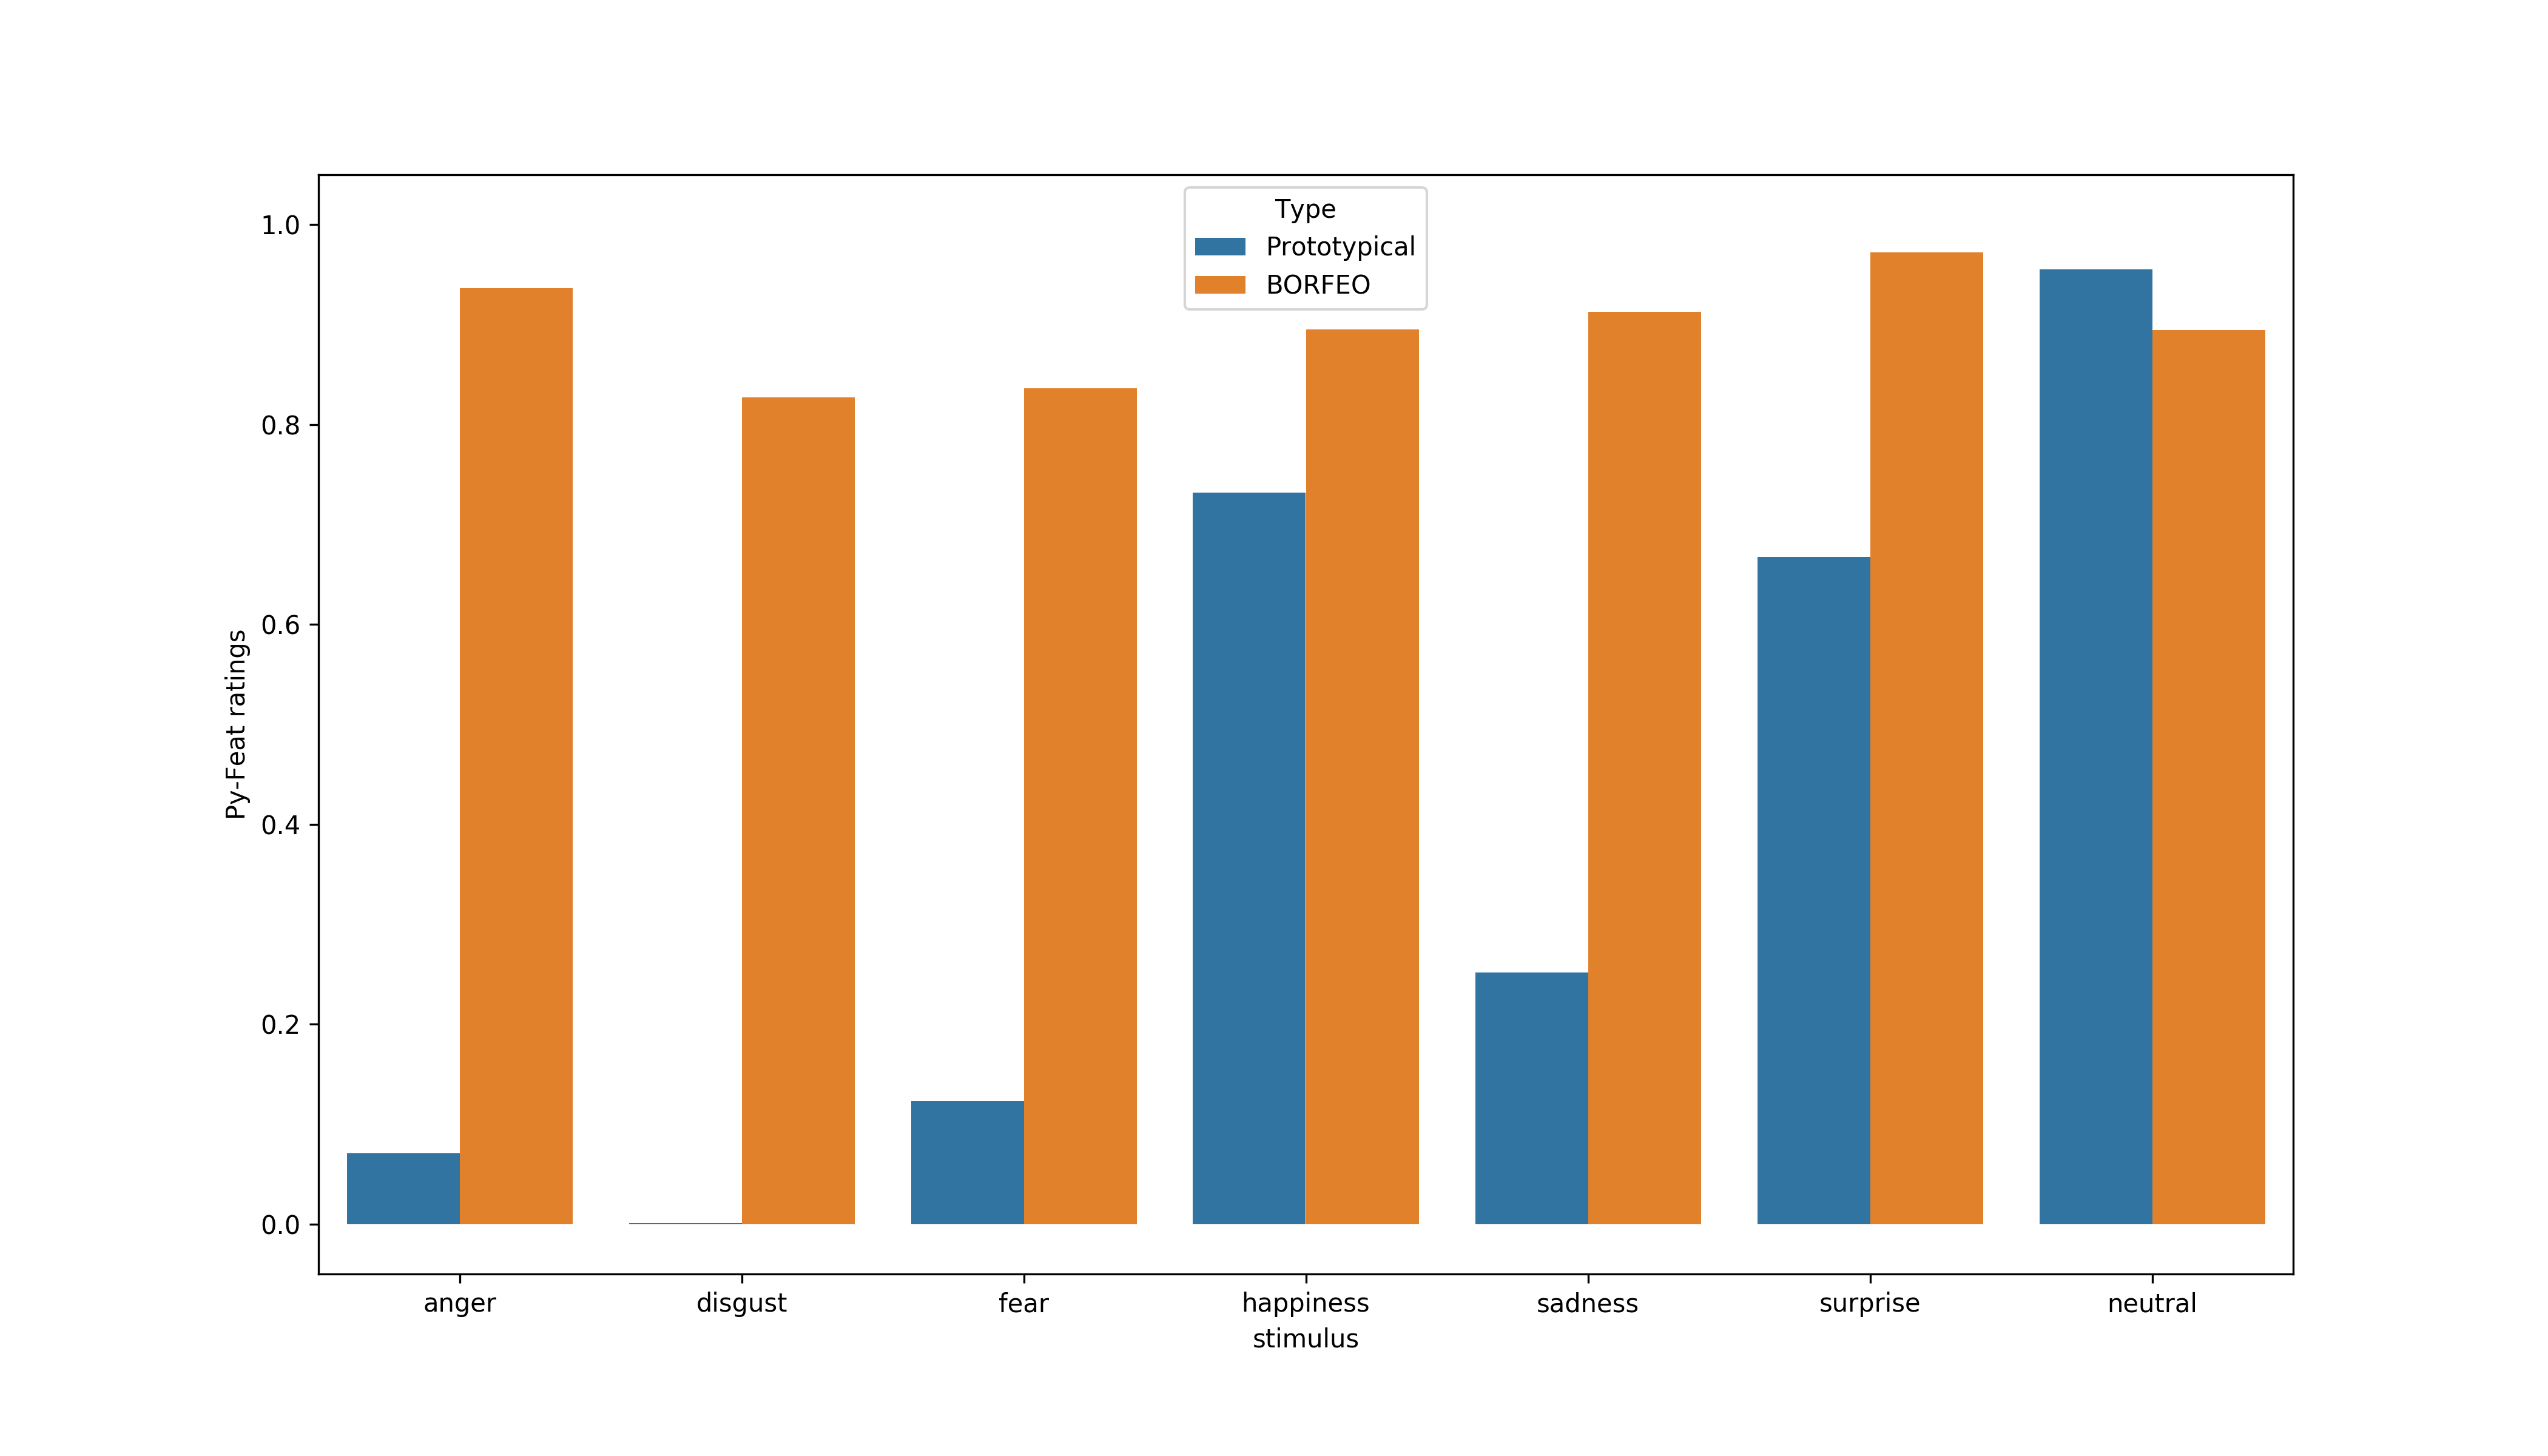 Type
Prototypical
BORFEO
1.0
0.8
0.6
0.4
0.2
0.0
Py-Feat ratings
anger disgust fear happiness sadness surprise neutral
stimulus